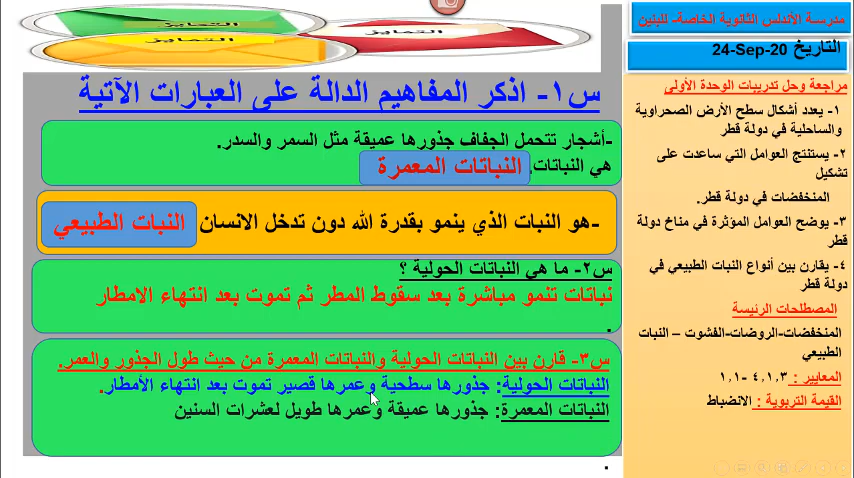 التمايز
التمايز
التمايز
س١- اذكر المفاهيم الدالة على العبارات الآتية
-أشجار تتحمل الجفاف جذورها عميقة مثل السمر والسدر.
هي النباتات النباتات المعمرة
-هو النبات الذي ينمو بقدرة الله دون تدخل الانسان النبات الطبيعي
س٢- ما هي النباتات الحولية ؟
نباتات تنمو مباشرة بعد سقوط المطر ثم تموت بعد انتهاء الامطار
.
س٣- قارن بين النباتات الحولية والنباتات المعمرة من حيث طول الجذور والعمر.
النباتات الحولية: جذورها سطحية وعمرها قصير تموت بعد انتهاء الأمطار.
النباتات المعمرة: جذورها عميقة وعمرها طويل لعشرات السنين
.
مدرسة الأندلس الثانوية الخاصة- للبنين
التاريخ 24-Sep-20
مراجعة وحل تدريبات الوحدة الأولى
١- يعدد أشكال سطح الأرض الصحراوية
والساحلية في دولة قطر
٢- يستنتج العوامل التي ساعدت على
تشكيل
المنخفضات في دولة قطر.
٣- يوضح العوامل المؤثرة في مناخ دولة
قطر
٤- يقارن بين أنواع النبات الطبيعي في
دولة قطر
المصطلحات الرئيسة
المنخفضات-الروضات-الفشوت – النبات
الطبيعي
المعايير : ٤,١,٣ -١,١
القيمة التربوية : الانضباط